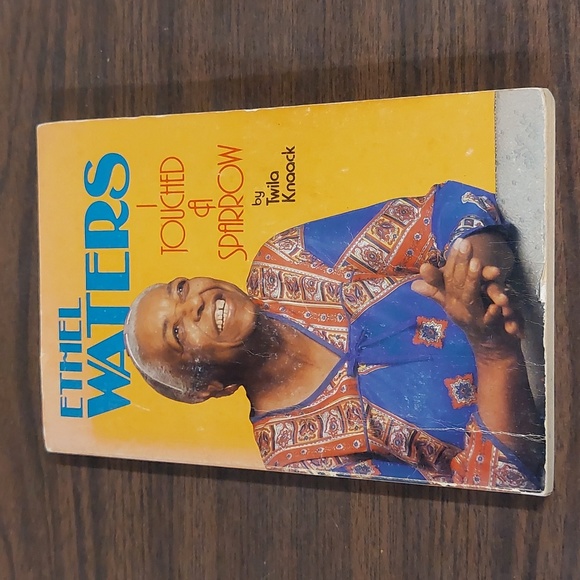 ETHEL
WATERS
I
TOUCHED
A
SPARROW
by
Twila
Knaack